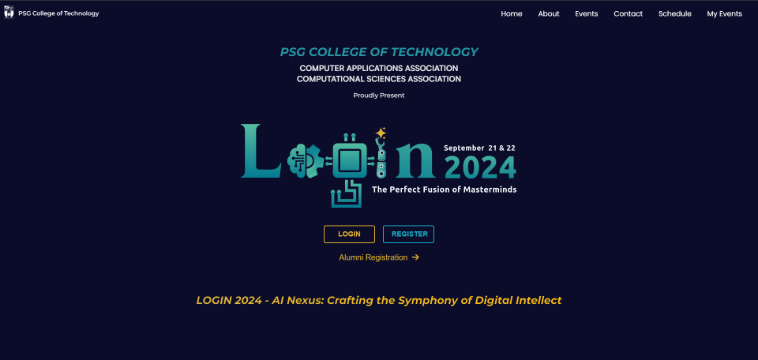 PSG College of Technology
Home About Events Contact Schedule My Events
PSG COLLEGE OF TECHNOLOGY
COMPUTER APPLICATIONS ASSOCIATION
COMPUTATIONAL SCIENCES ASSOCIATION
Proudly Present
Login
September 21 & 22
2024
The Perfect Fusion of Masterminds
LOGIN REGISTER
Alumni Registration →
LOGIN 2024 - AI Nexus: Crafting the Symphony of Digital Intellect